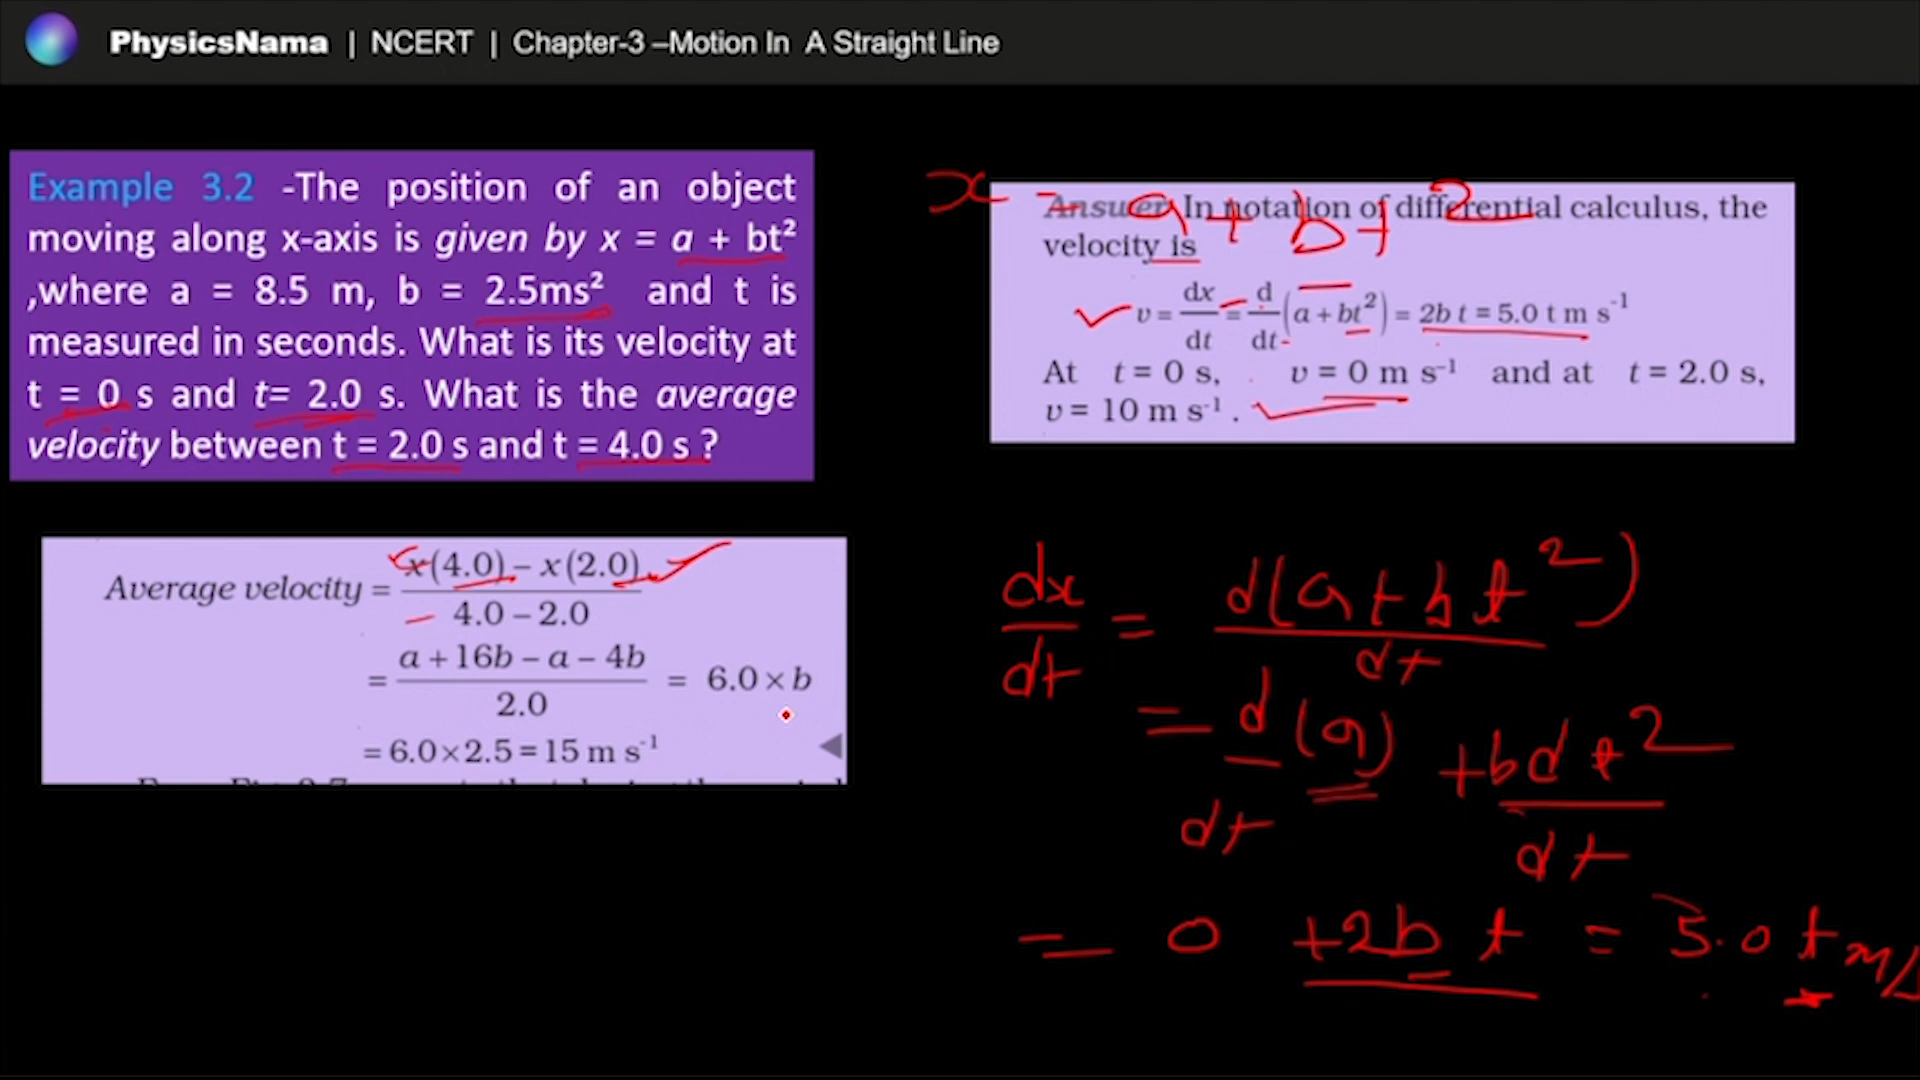 PhysicsNama | NCERT | Chapter-3 –Motion In A Straight Line
Example 3.2 -The position of an object
moving along x-axis is given by x = a + bt²
,where a = 8.5 m, b = 2.5ms² and t is
measured in seconds. What is its velocity at
t = 0 s and t= 2.0 s. What is the average
velocity between t = 2.0 s and t = 4.0 s ?
x = a + bt²
Answer In notation of differential calculus, the
velocity is
v = dx/dt = d/dt (a + bt²) = 2b t = 5.0 t m s⁻¹
At t = 0 s, v = 0 m s⁻¹ and at t = 2.0 s,
v = 10 m s⁻¹ .
Average velocity = x(4.0) – x(2.0) / 4.0 – 2.0
= a + 16b – a – 4b / 2.0 = 6.0 × b
= 6.0 × 2.5 = 15 m s⁻¹
dx/dt = d(a + bt²)/dt
= d/dt (a) + b dt²/dt
= 0 + 2b t = 5.0 t m/s